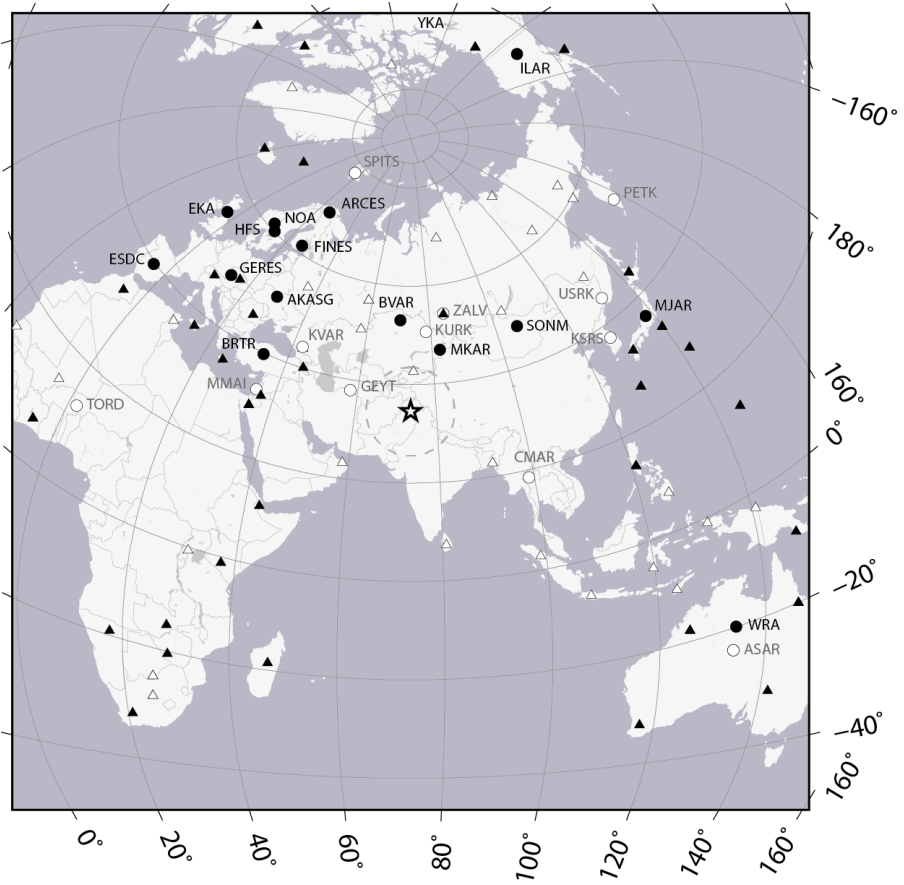 YKA
ILAR
−160°
SPITS
PETK
ARCES
EKA
NOA
HFS
FINES
180°
ESDC
GERES
USRK
AKASG
BVAR
ZALV
MJAR
KVAR
KURK
SONM
KSRS
BRTR
MKAR
MMAI
GEYT
160°
TORD
0°
CMAR
−20°
WRA
ASAR
−40°
160°
0°
20°
40°
60°
80°
100°
120°
140°
160°